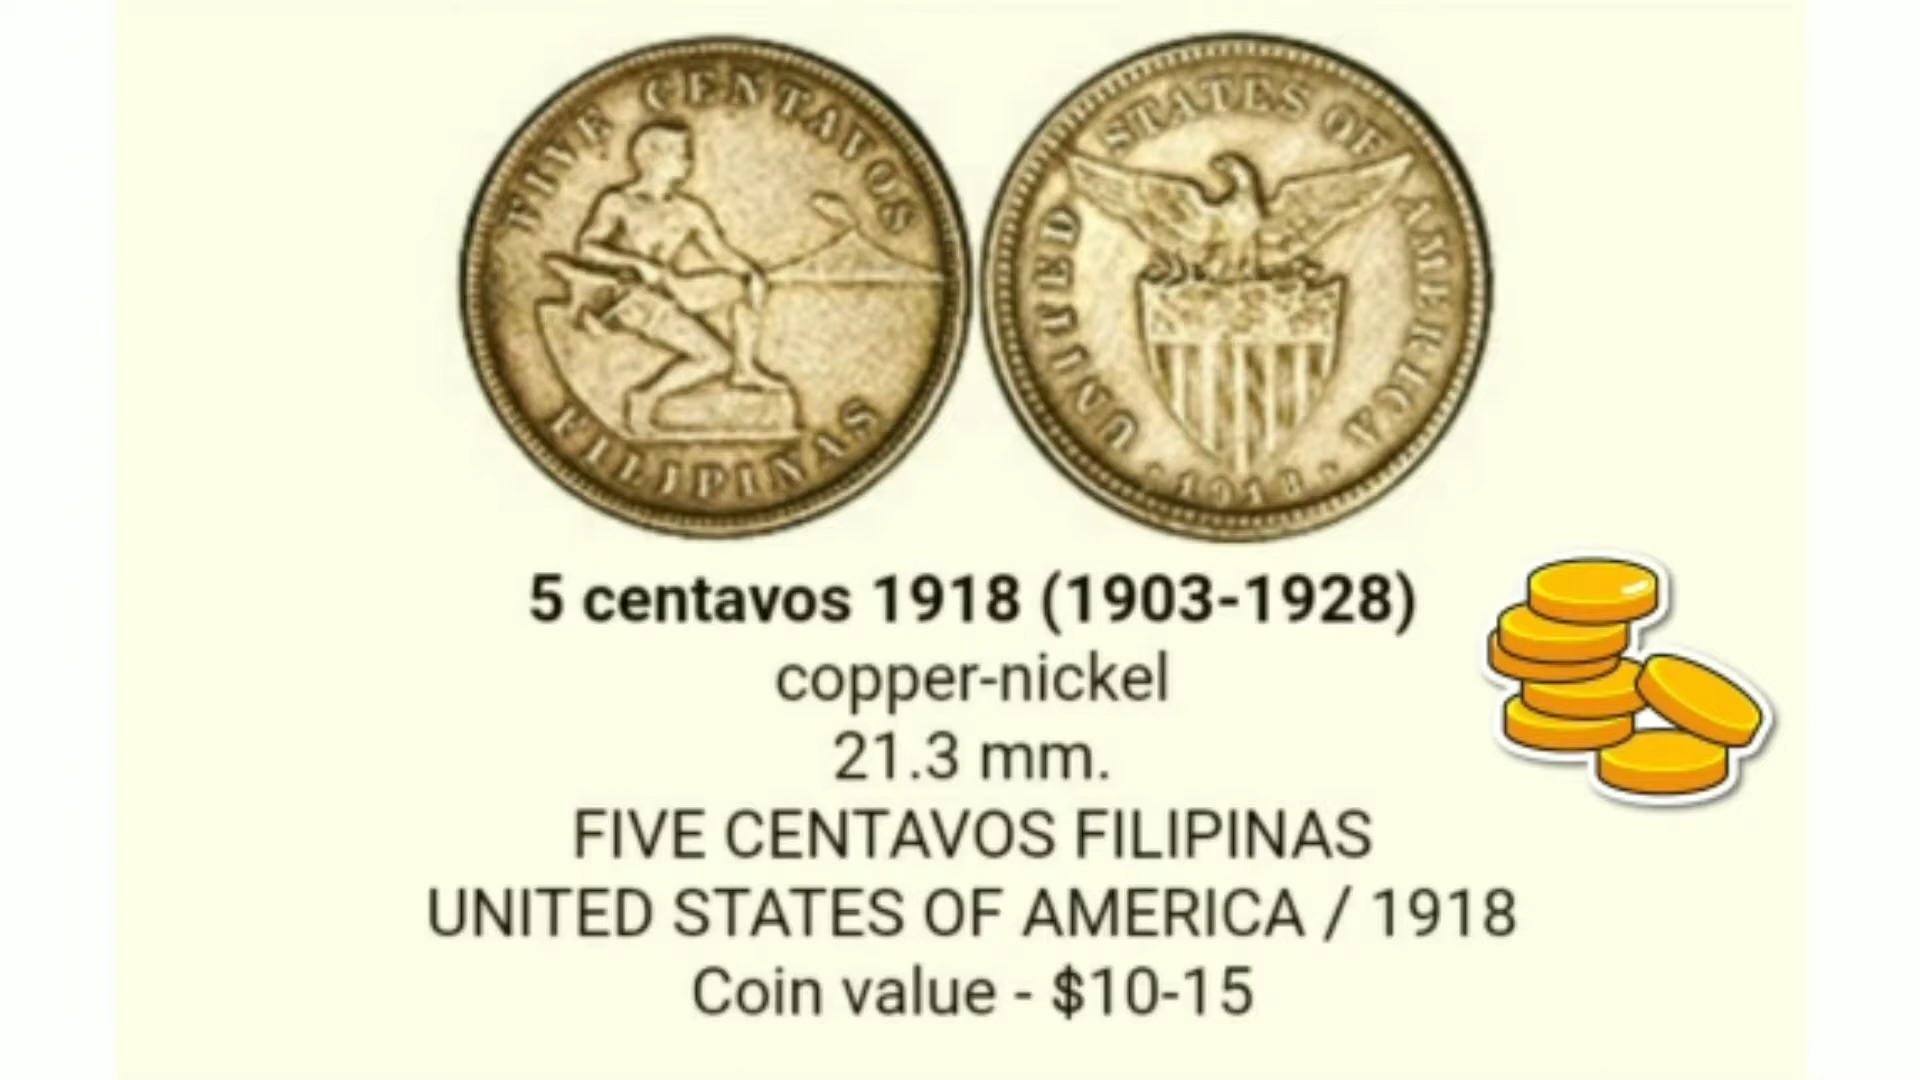 FIVE CENTAVOS
FILIPINAS
UNITED STATES OF AMERICA
1918
5 centavos 1918 (1903-1928)
copper-nickel
21.3 mm.
FIVE CENTAVOS FILIPINAS
UNITED STATES OF AMERICA / 1918
Coin value - $10-15